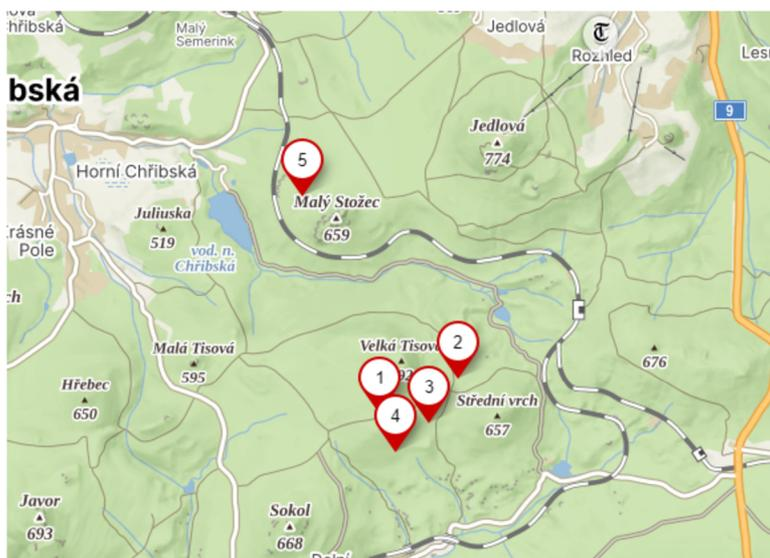 Chřibská
Malý
Semerink
Jedlová
Rozhled
bská
9
Jedlová
774
5
Horní Chřibská
Malý Stožec
659
Juliuska
519
Krásné
Pole
vod. n.
Chřibská
2
Velká Tisová
Malá Tisová
595
676
1
3
Hřebec
650
Střední vrch
657
4
Javor
693
Sokol
668
Dolní